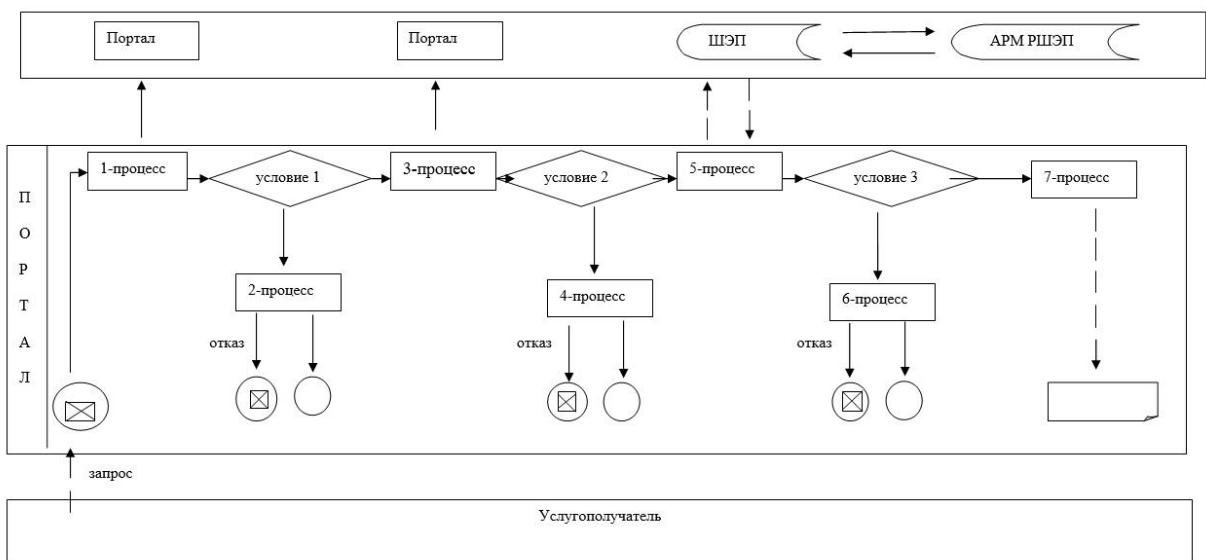 Портал
Портал
ШЭП
АРМ РШЭП
ПОРТАЛ
1-процесс
условие 1
3-процесс
условие 2
5-процесс
условие 3
7-процесс
2-процесс
4-процесс
6-процесс
отказ
отказ
отказ
запрос
Услугополучатель